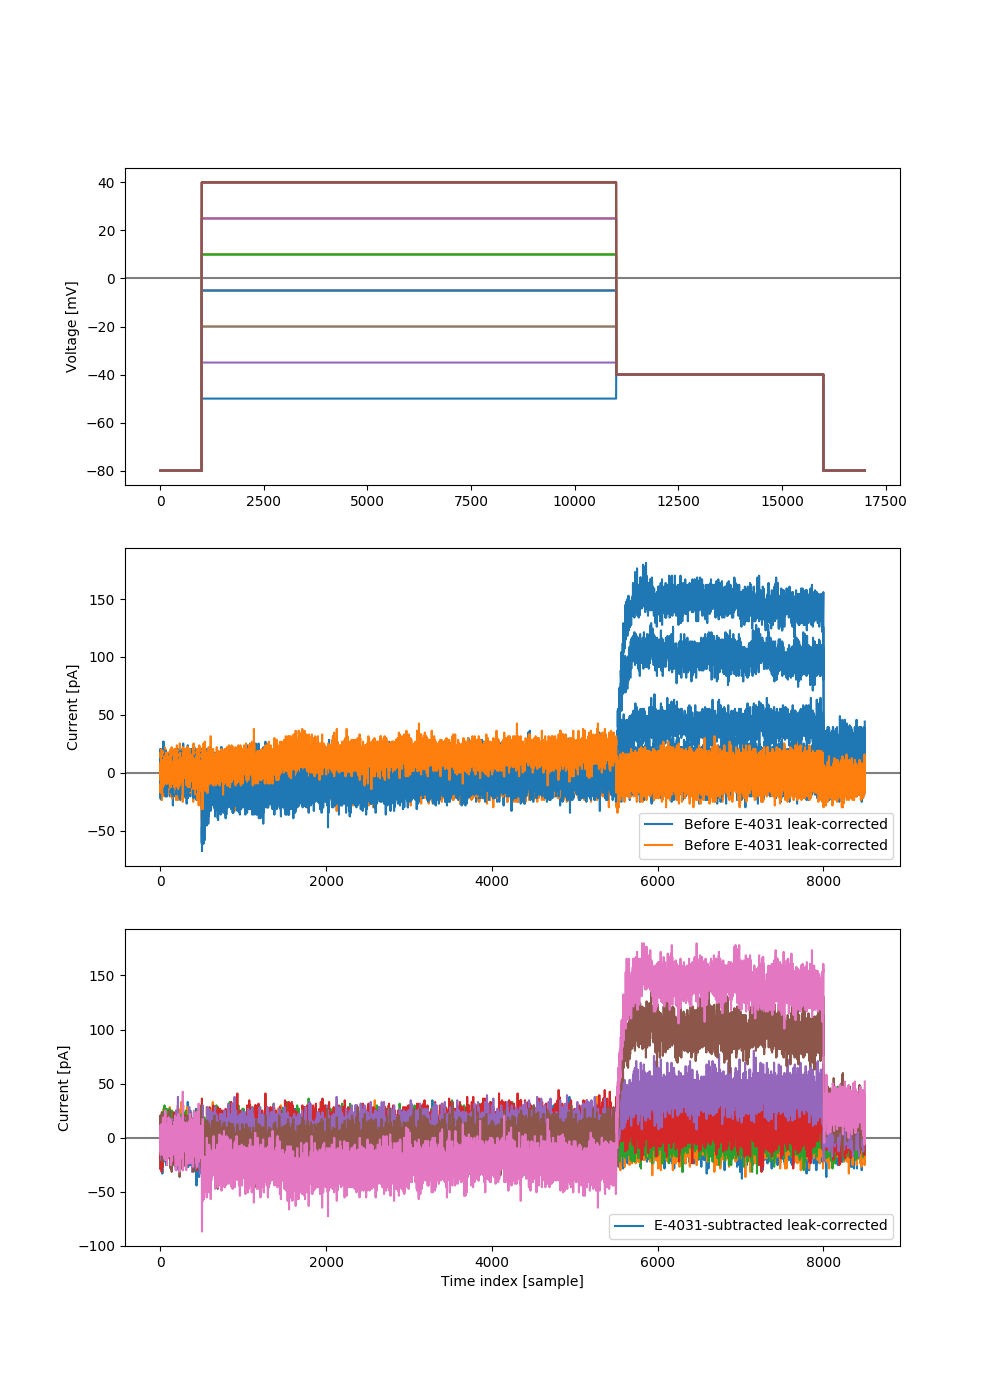 40
20
0
−20
−40
−60
−80
Voltage [mV]
0 2500 5000 7500 10000 12500 15000 17500
150
100
50
0
−50
Current [pA]
Before E-4031 leak-corrected
Before E-4031 leak-corrected
0 2000 4000 6000 8000
150
100
50
0
−50
−100
Current [pA]
E-4031-subtracted leak-corrected
0 2000 4000 6000 8000
Time index [sample]